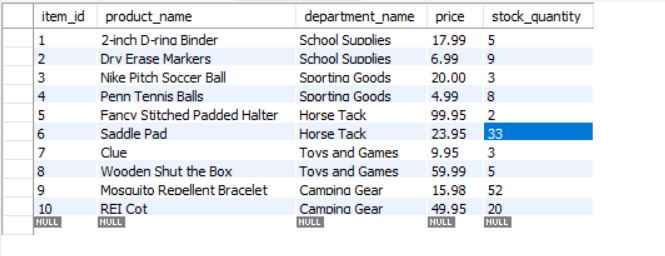 item_id product_name department_name price stock_quantity
1 2-inch D-ring Binder School Supplies 17.99 5
2 Dry Erase Markers School Supplies 6.99 9
3 Nike Pitch Soccer Ball Sporting Goods 20.00 3
4 Penn Tennis Balls Sporting Goods 4.99 8
5 Fancy Stitched Padded Halter Horse Tack 99.95 2
6 Saddle Pad Horse Tack 23.95 33
7 Clue Toys and Games 9.95 3
8 Wooden Shut the Box Toys and Games 59.99 5
9 Mosquito Repellent Bracelet Camping Gear 15.98 52
10 REI Cot Camping Gear 49.95 20
NULL NULL NULL NULL NULL